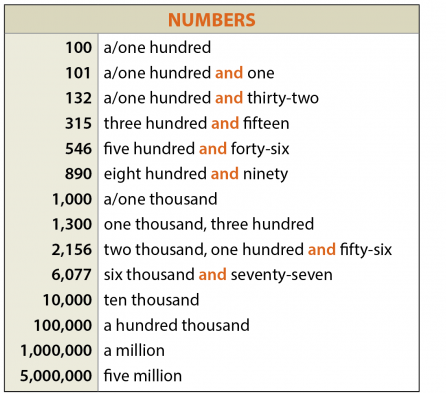 NUMBERS
100 a/one hundred
101 a/one hundred and one
132 a/one hundred and thirty-two
315 three hundred and fifteen
546 five hundred and forty-six
890 eight hundred and ninety
1,000 a/one thousand
1,300 one thousand, three hundred
2,156 two thousand, one hundred and fifty-six
6,077 six thousand and seventy-seven
10,000 ten thousand
100,000 a hundred thousand
1,000,000 a million
5,000,000 five million